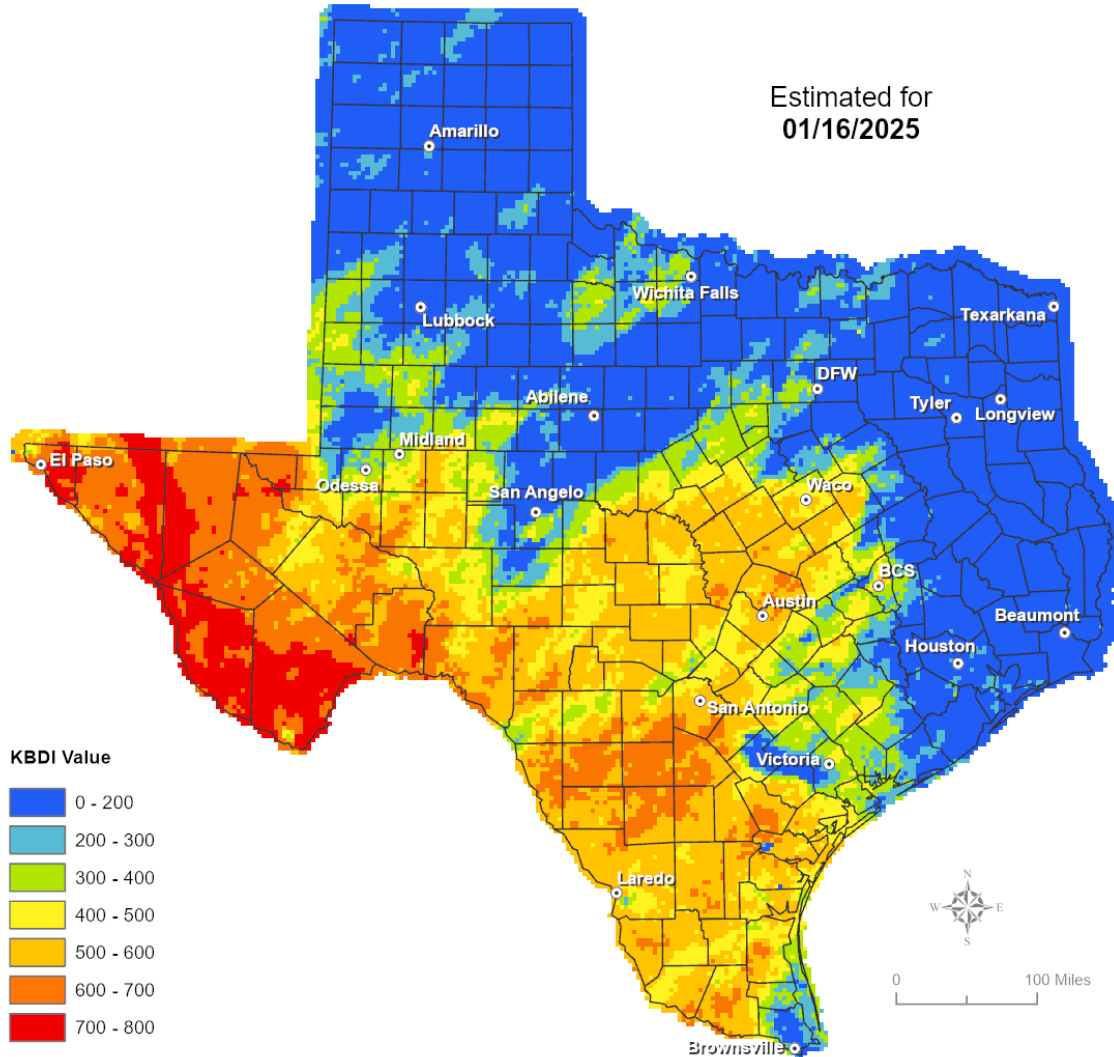 Estimated for
01/16/2025
Amarillo
Wichita Falls
Lubbock
Texarkana
DFW
Abilene
Tyler
Longview
Midland
El Paso
Odessa
San Angelo
Waco
BCS
Austin
Beaumont
Houston
San Antonio
Victoria
KBDI Value
0 - 200
200 - 300
300 - 400
400 - 500
500 - 600
600 - 700
700 - 800
Laredo
N
W
E
S
0
100 Miles
Brownsville